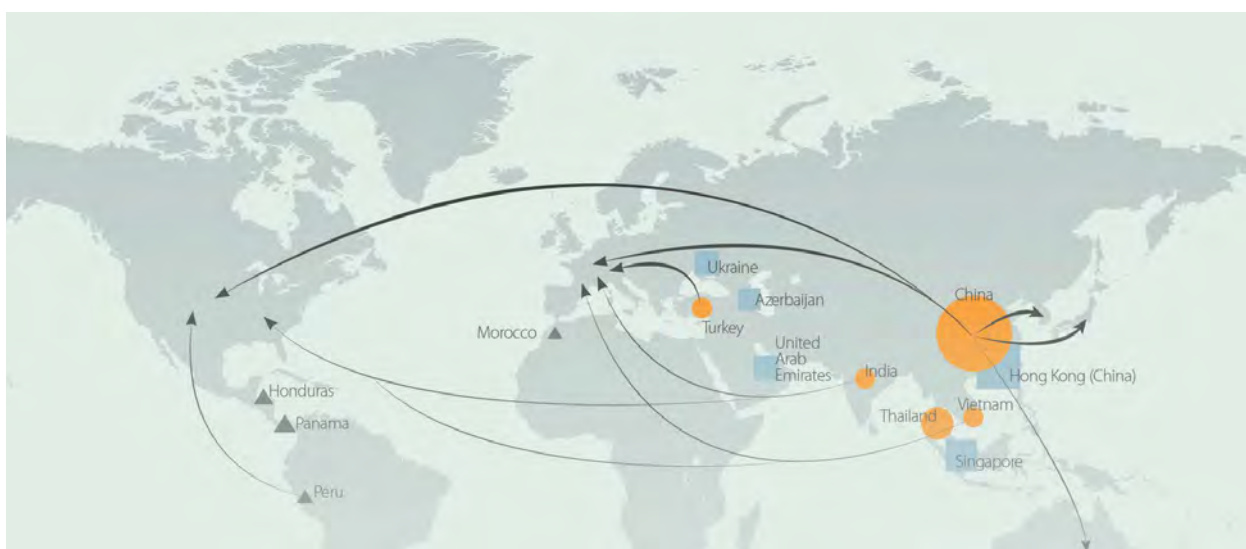 Ukraine
China
Azerbaijan
Turkey
Morocco
United
Arab
Emirates
India
Hong Kong (China)
Honduras
Vietnam
Thailand
Panama
Singapore
Peru